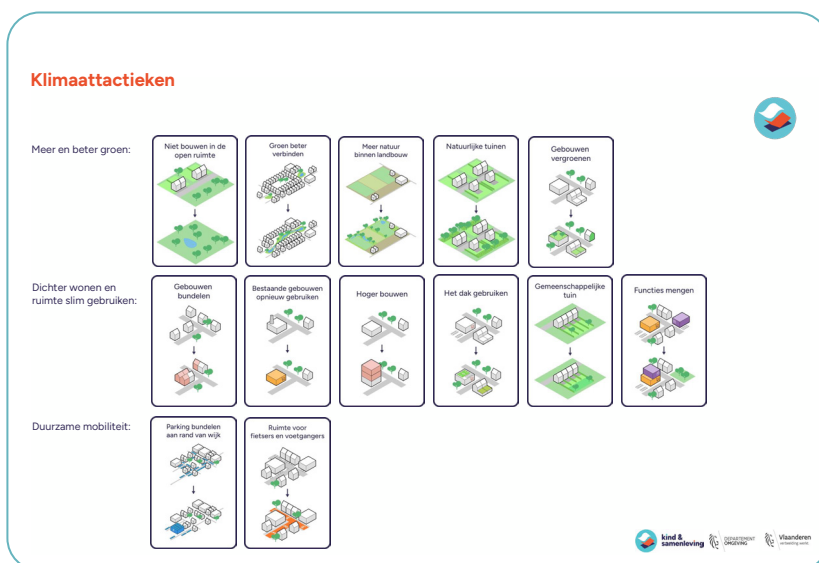 Klimaattactieken
Meer en beter groen:
Niet bouwen in de
open ruimte
Groen beter
verbinden
Meer natuur
binnen landbouw
Natuurlijke tuinen
Gebouwen
vergroenen
Dichter wonen en
ruimte slim gebruiken:
Gebouwen
bundelen
Bestaande gebouwen
opnieuw gebruiken
Hoger bouwen
Het dak gebruiken
Gemeenschappelijke
tuin
Functies mengen
Duurzame mobiliteit:
Parking bundelen
aan rand van wijk
Ruimte voor
fietsers en voetgangers
kind &
samenleving
DEPARTEMENT
OMGEVING
Vlaanderen
verbeelding werkt